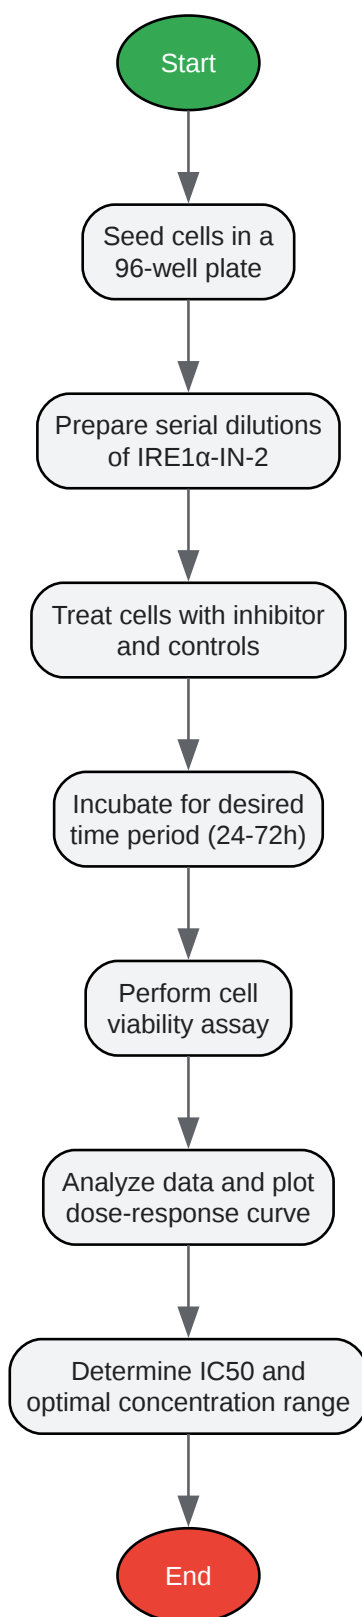 Start
Seed cells in a
96-well plate
Prepare serial dilutions
of IRE1α-IN-2
Treat cells with inhibitor
and controls
Incubate for desired
time period (24-72h)
Perform cell
viability assay
Analyze data and plot
dose-response curve
Determine IC50 and
optimal concentration range
End